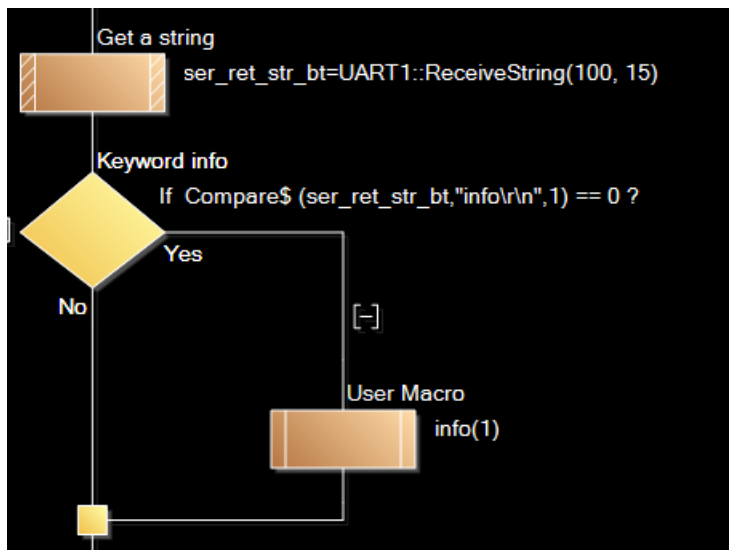 Get a string
ser_ret_str_bt=UART1::ReceiveString(100, 15)
Keyword info
If Compare$ (ser_ret_str_bt,"info\r\n",1) == 0 ?
Yes
No
[–]
User Macro
info(1)